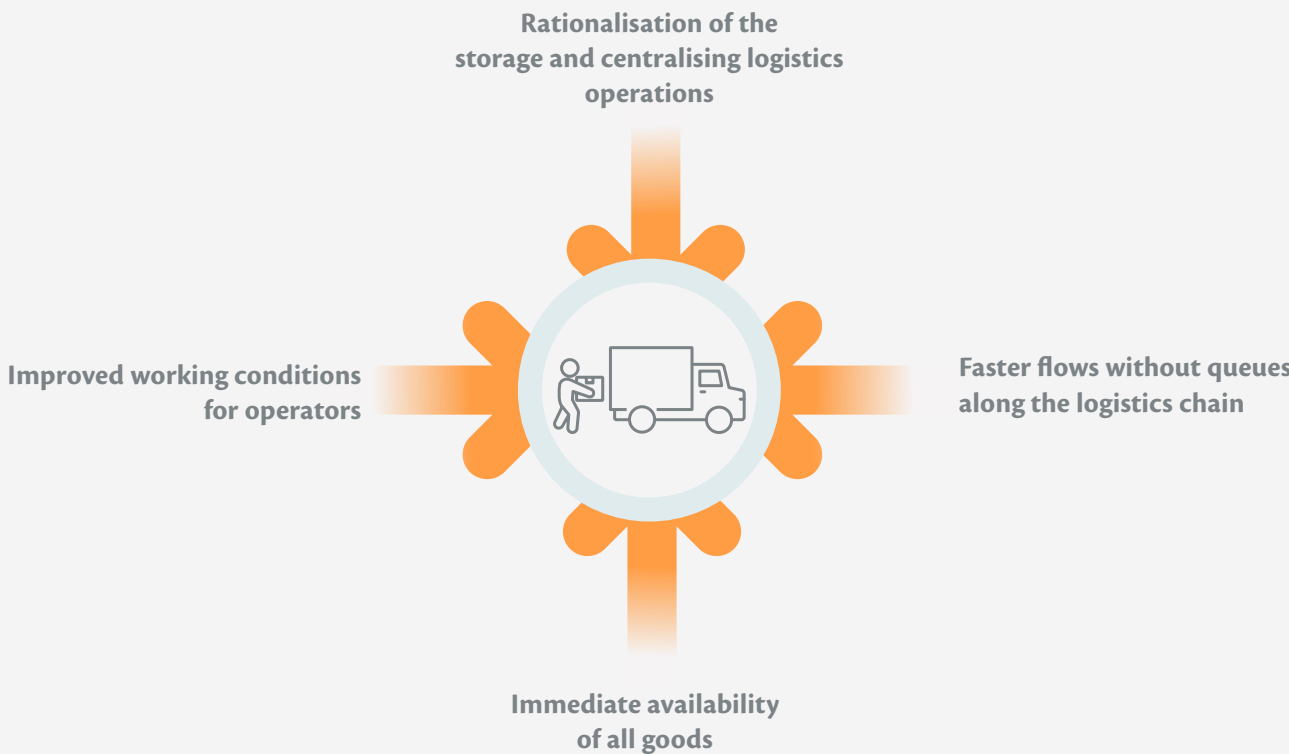 Rationalisation of the
storage and centralising logistics
operations
Improved working conditions
for operators
Faster flows without queues
along the logistics chain
Immediate availability
of all goods